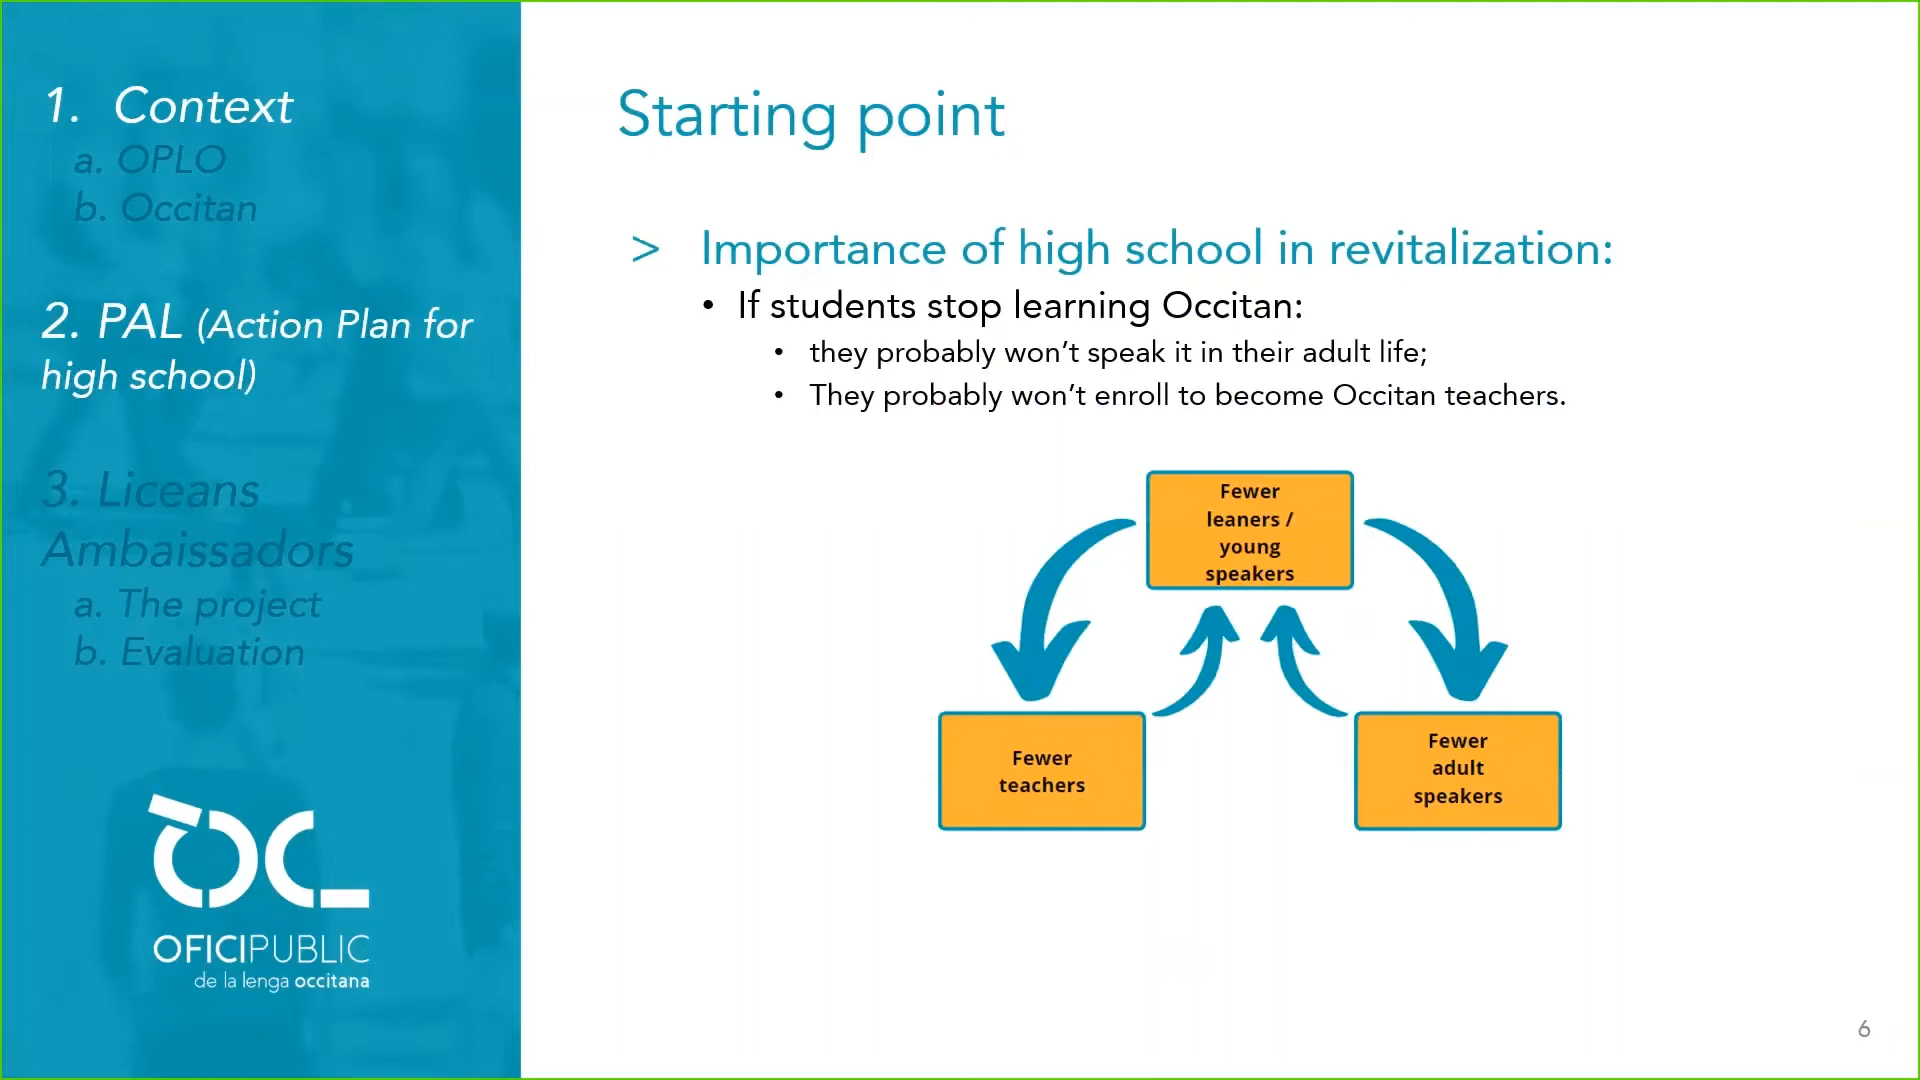 1. Context
a. OPLO
b. Occitan
2. PAL (Action Plan for
high school)
3. Liceans
Ambaissadors
a. The project
b. Evaluation
OC
OFICIPUBLIC
de la lenga occitana
Starting point
> Importance of high school in revitalization:
• If students stop learning Occitan:
• they probably won’t speak it in their adult life;
• They probably won’t enroll to become Occitan teachers.
Fewer
leaners /
young
speakers
Fewer
teachers
Fewer
adult
speakers
6